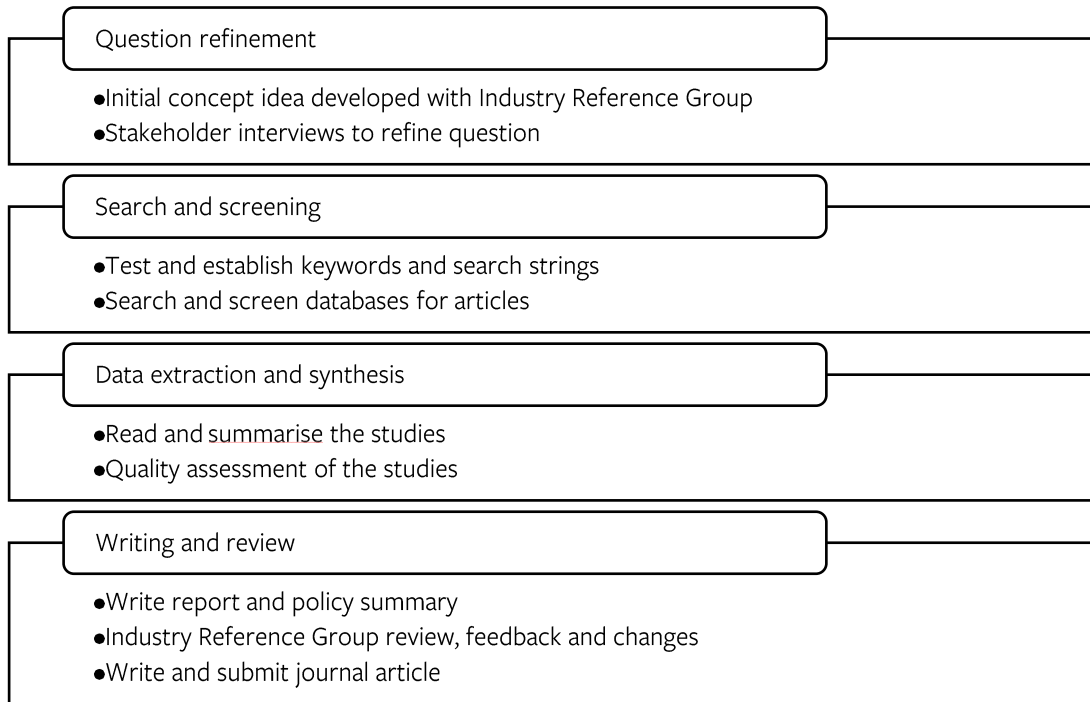 Question refinement
●Initial concept idea developed with Industry Reference Group
●Stakeholder interviews to refine question
Search and screening
●Test and establish keywords and search strings
●Search and screen databases for articles
Data extraction and synthesis
●Read and summarise the studies
●Quality assessment of the studies
Writing and review
●Write report and policy summary
●Industry Reference Group review, feedback and changes
●Write and submit journal article